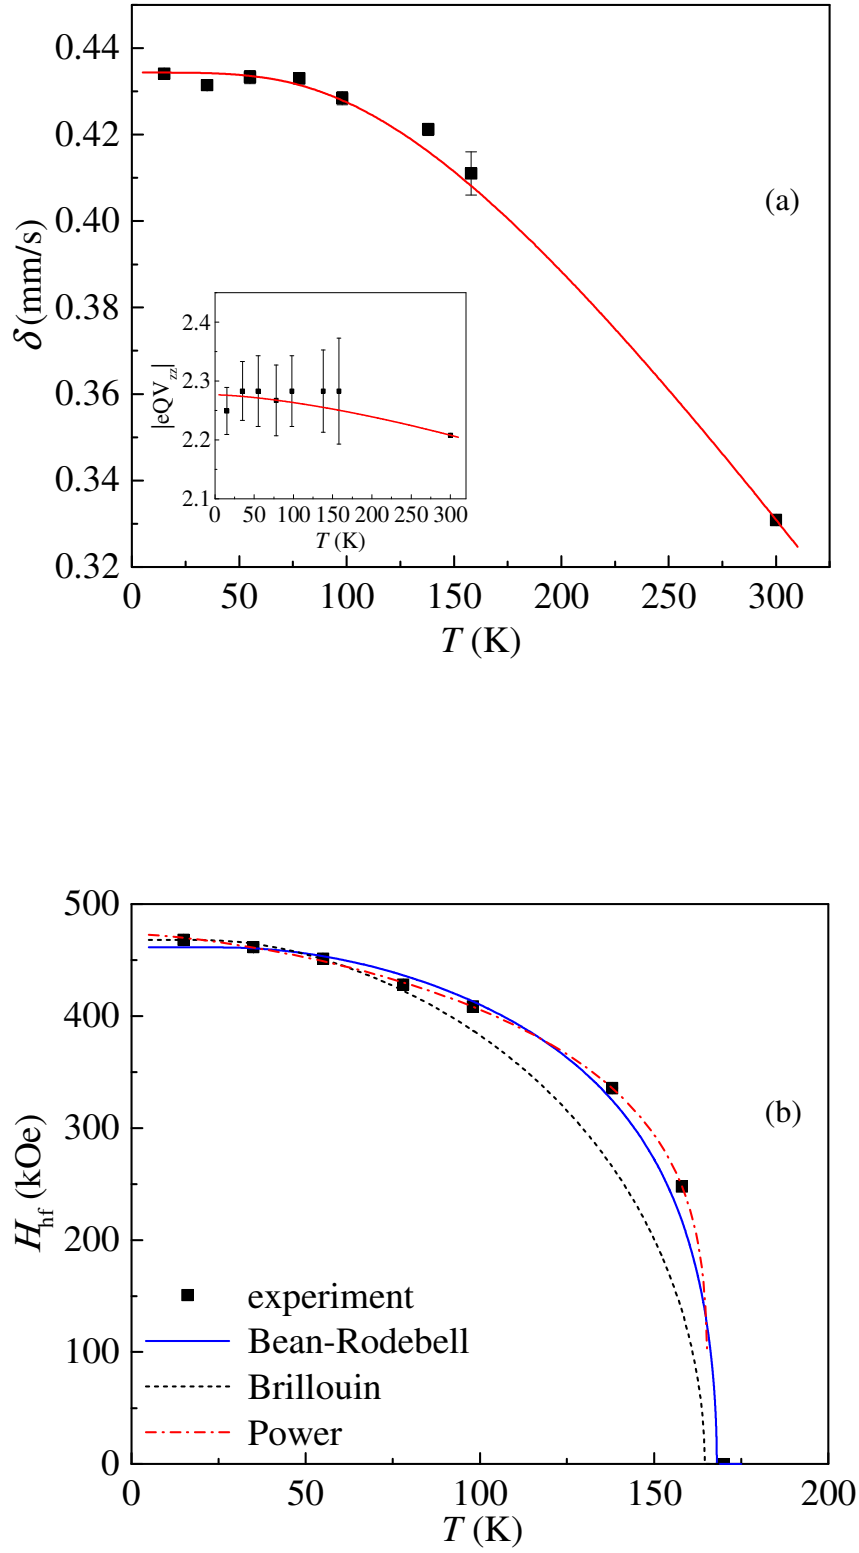 0.44
0.42
0.40
0.38
0.36
0.34
0.32
δ (mm/s)
(a)
2.4
2.3
2.2
2.1
|eQVzz|
0 50 100 150 200 250 300
T (K)
0 50 100 150 200 250 300
T (K)
500
400
300
200
100
0
Hhf (kOe)
(b)
experiment
Bean-Rodebell
Brillouin
Power
0 50 100 150 200
T (K)